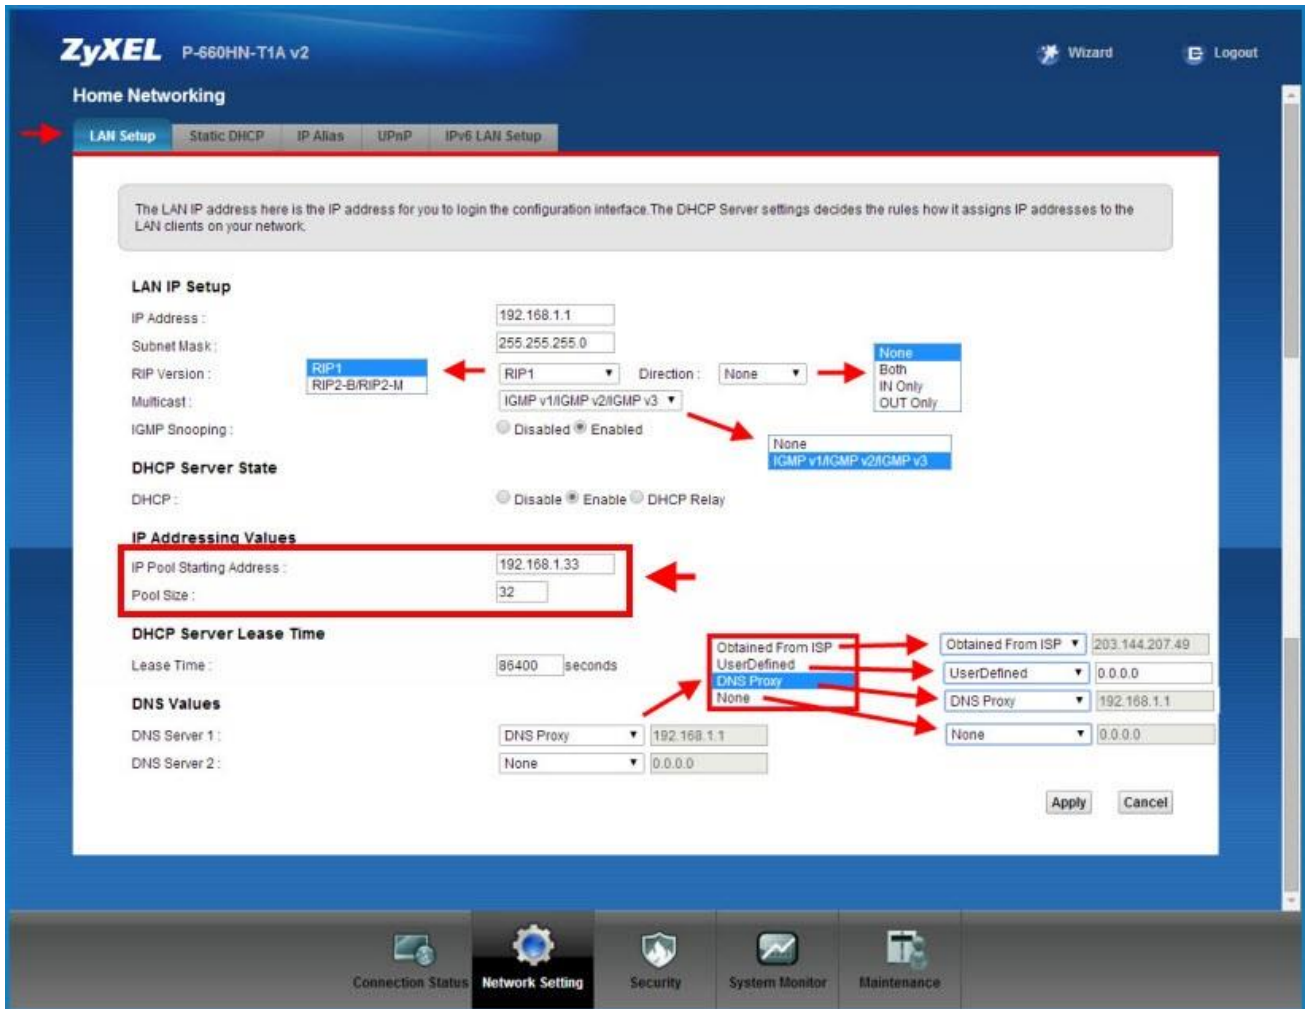 ZyXEL P-660HN-T1A v2 Wizard Logout
Home Networking
LAN Setup Static DHCP IP Alias UPnP IPv6 LAN Setup
The LAN IP address here is the IP address for you to login the configuration interface.The DHCP Server settings decides the rules how it assigns IP addresses to the
LAN clients on your network.
LAN IP Setup
IP Address : 192.168.1.1
Subnet Mask : 255.255.255.0
RIP Version : RIP1 RIP1 Direction : None None
RIP2-B/RIP2-M Both
IN Only
OUT Only
Multicast : IGMP v1/IGMP v2/IGMP v3
IGMP Snooping : Disabled Enabled
None
IGMP v1/IGMP v2/IGMP v3
DHCP Server State
DHCP : Disable Enable DHCP Relay
IP Addressing Values
IP Pool Starting Address : 192.168.1.33
Pool Size : 32
DHCP Server Lease Time
Lease Time : 86400 seconds
Obtained From ISP Obtained From ISP 203.144.207.49
UserDefined UserDefined 0.0.0.0
DNS Proxy DNS Proxy 192.168.1.1
None None 0.0.0.0
DNS Values
DNS Server 1 : DNS Proxy 192.168.1.1
DNS Server 2 : None 0.0.0.0
Apply Cancel
Connection Status Network Setting Security System Monitor Maintenance